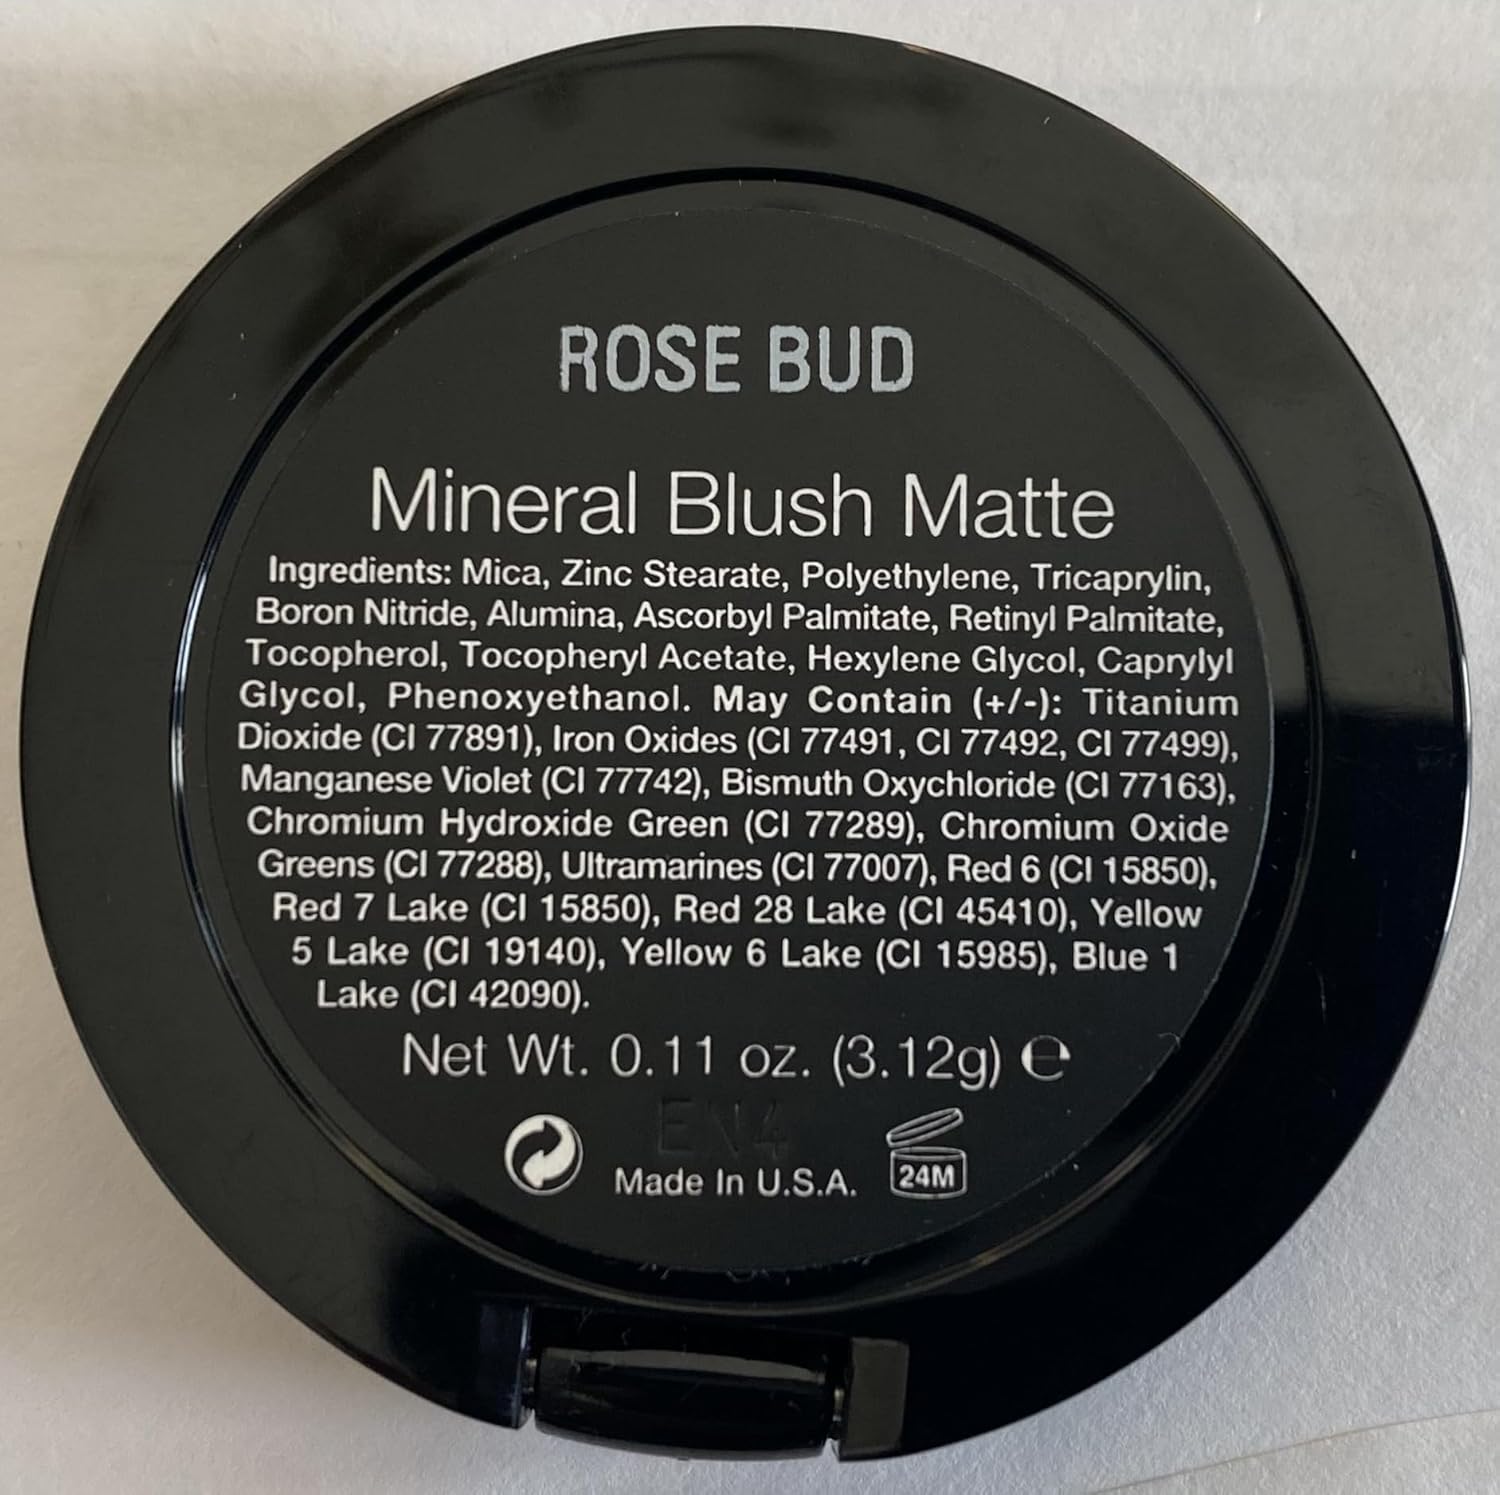 ROSE BUD
Mineral Blush Matte
Ingredients: Mica, Zinc Stearate, Polyethylene, Tricaprylin,
Boron Nitride, Alumina, Ascorbyl Palmitate, Retinyl Palmitate,
Tocopherol, Tocopheryl Acetate, Hexylene Glycol, Caprylyl
Glycol, Phenoxyethanol. May Contain (+/-): Titanium
Dioxide (CI 77891), Iron Oxides (CI 77491, CI 77492, CI 77499),
Manganese Violet (CI 77742), Bismuth Oxychloride (CI 77163),
Chromium Hydroxide Green (CI 77289), Chromium Oxide
Greens (CI 77288), Ultramarines (CI 77007), Red 6 (CI 15850),
Red 7 Lake (CI 15850), Red 28 Lake (CI 45410), Yellow
5 Lake (CI 19140), Yellow 6 Lake (CI 15985), Blue 1
Lake (CI 42090).
Net Wt. 0.11 oz. (3.12g) ℮
EN4
Made In U.S.A.
24M